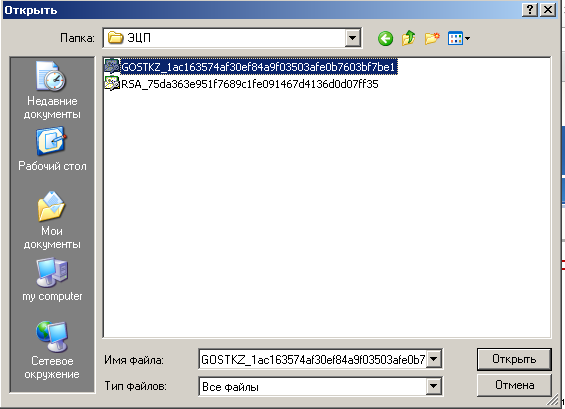 Открыть
Папка:
ЭЦП
GOSTKZ_1ac163574af30ef84a9f03503afe0b7603bf7be1
RSA_75da363e951f7689c1fe091467d4136d0d07ff35
Недавние
документы
Рабочий стол
Мои
документы
my computer
Сетевое
окружение
Имя файла:
GOSTKZ_1ac163574af30ef84a9f03503afe0b7
Открыть
Тип файлов:
Все файлы
Отмена